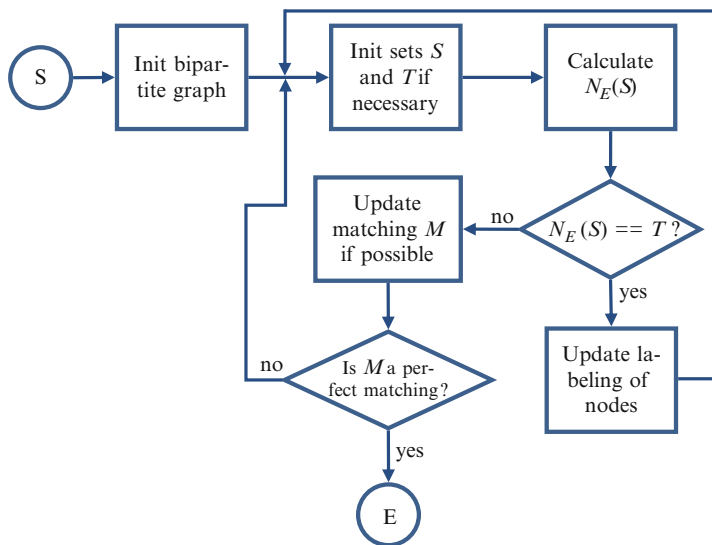 S
Init bipar-
tite graph
Init sets S
and T if
necessary
Calculate
N_E(S)
N_E(S) == T ?
no
yes
Update
matching M
if possible
Update la-
beling of
nodes
Is M a per-
fect matching?
no
yes
E